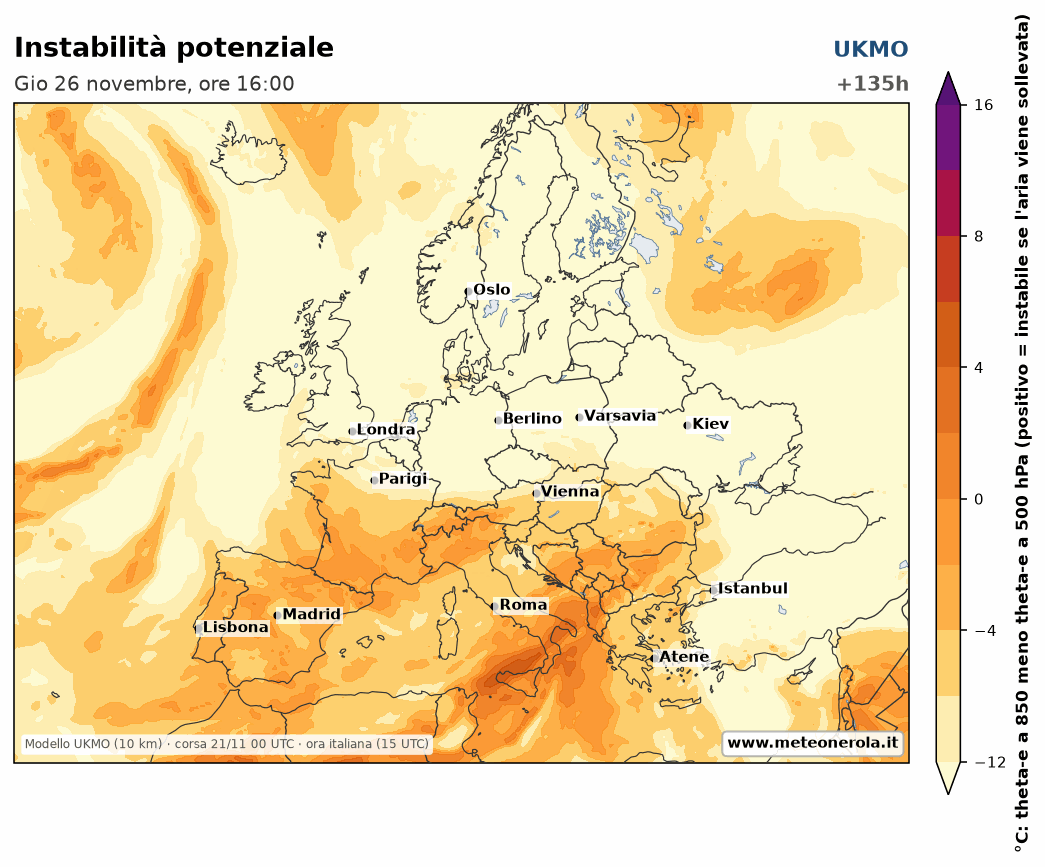 Instabilità potenziale
UKMO
Gio 26 novembre, ore 16:00
+135h
16
8
4
0
−4
−12
°C: theta-e a 850 meno theta-e a 500 hPa (positivo = instabile se l'aria viene sollevata)
Oslo
Berlino
Varsavia
Kiev
Londra
Parigi
Vienna
Istanbul
Roma
Madrid
Lisbona
Atene
Modello UKMO (10 km) · corsa 21/11 00 UTC · ora italiana (15 UTC)
www.meteonerola.it